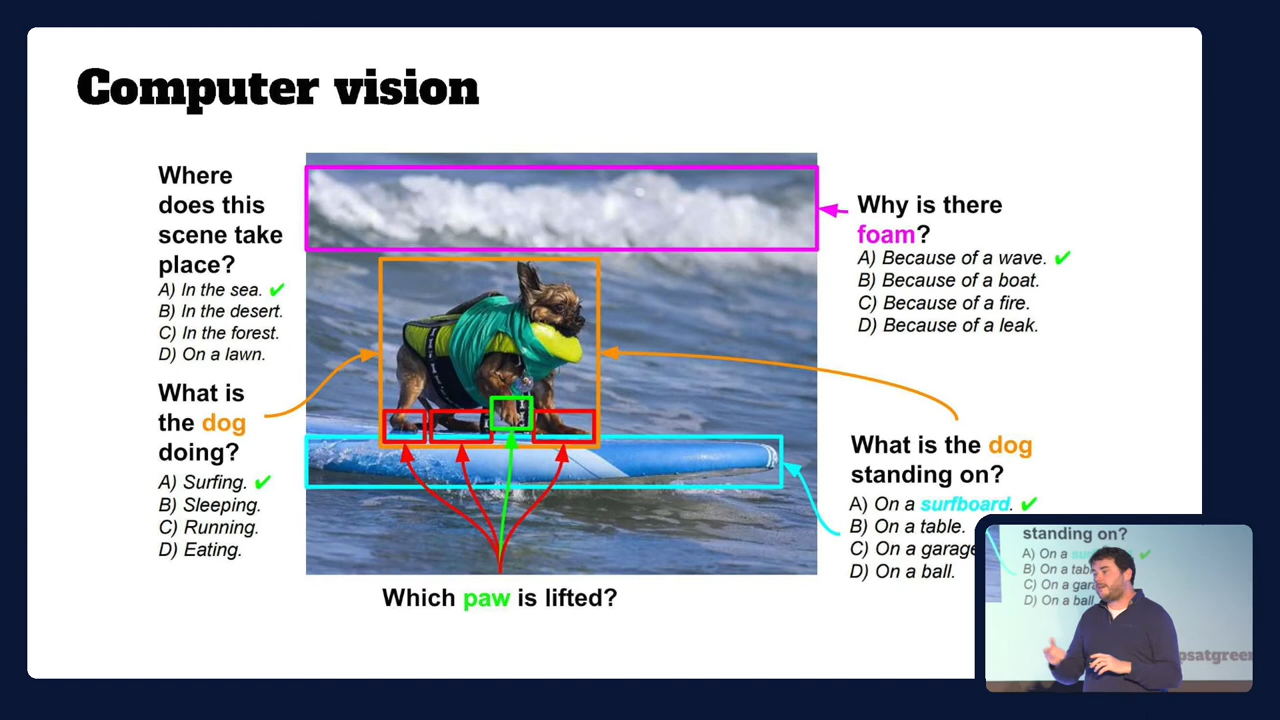 Computer vision
Where
does this
scene take
place?
A) In the sea. ✔
B) In the desert.
C) In the forest.
D) On a lawn.
What is
the dog
doing?
A) Surfing. ✔
B) Sleeping.
C) Running.
D) Eating.
Which paw is lifted?
Why is there
foam?
A) Because of a wave. ✔
B) Because of a boat.
C) Because of a fire.
D) Because of a leak.
What is the dog
standing on?
A) On a surfboard. ✔
B) On a table.
C) On a garage
D) On a ball.
standing on?
A) On a
B) On a
C) On a
D) On a ball
psatgreen